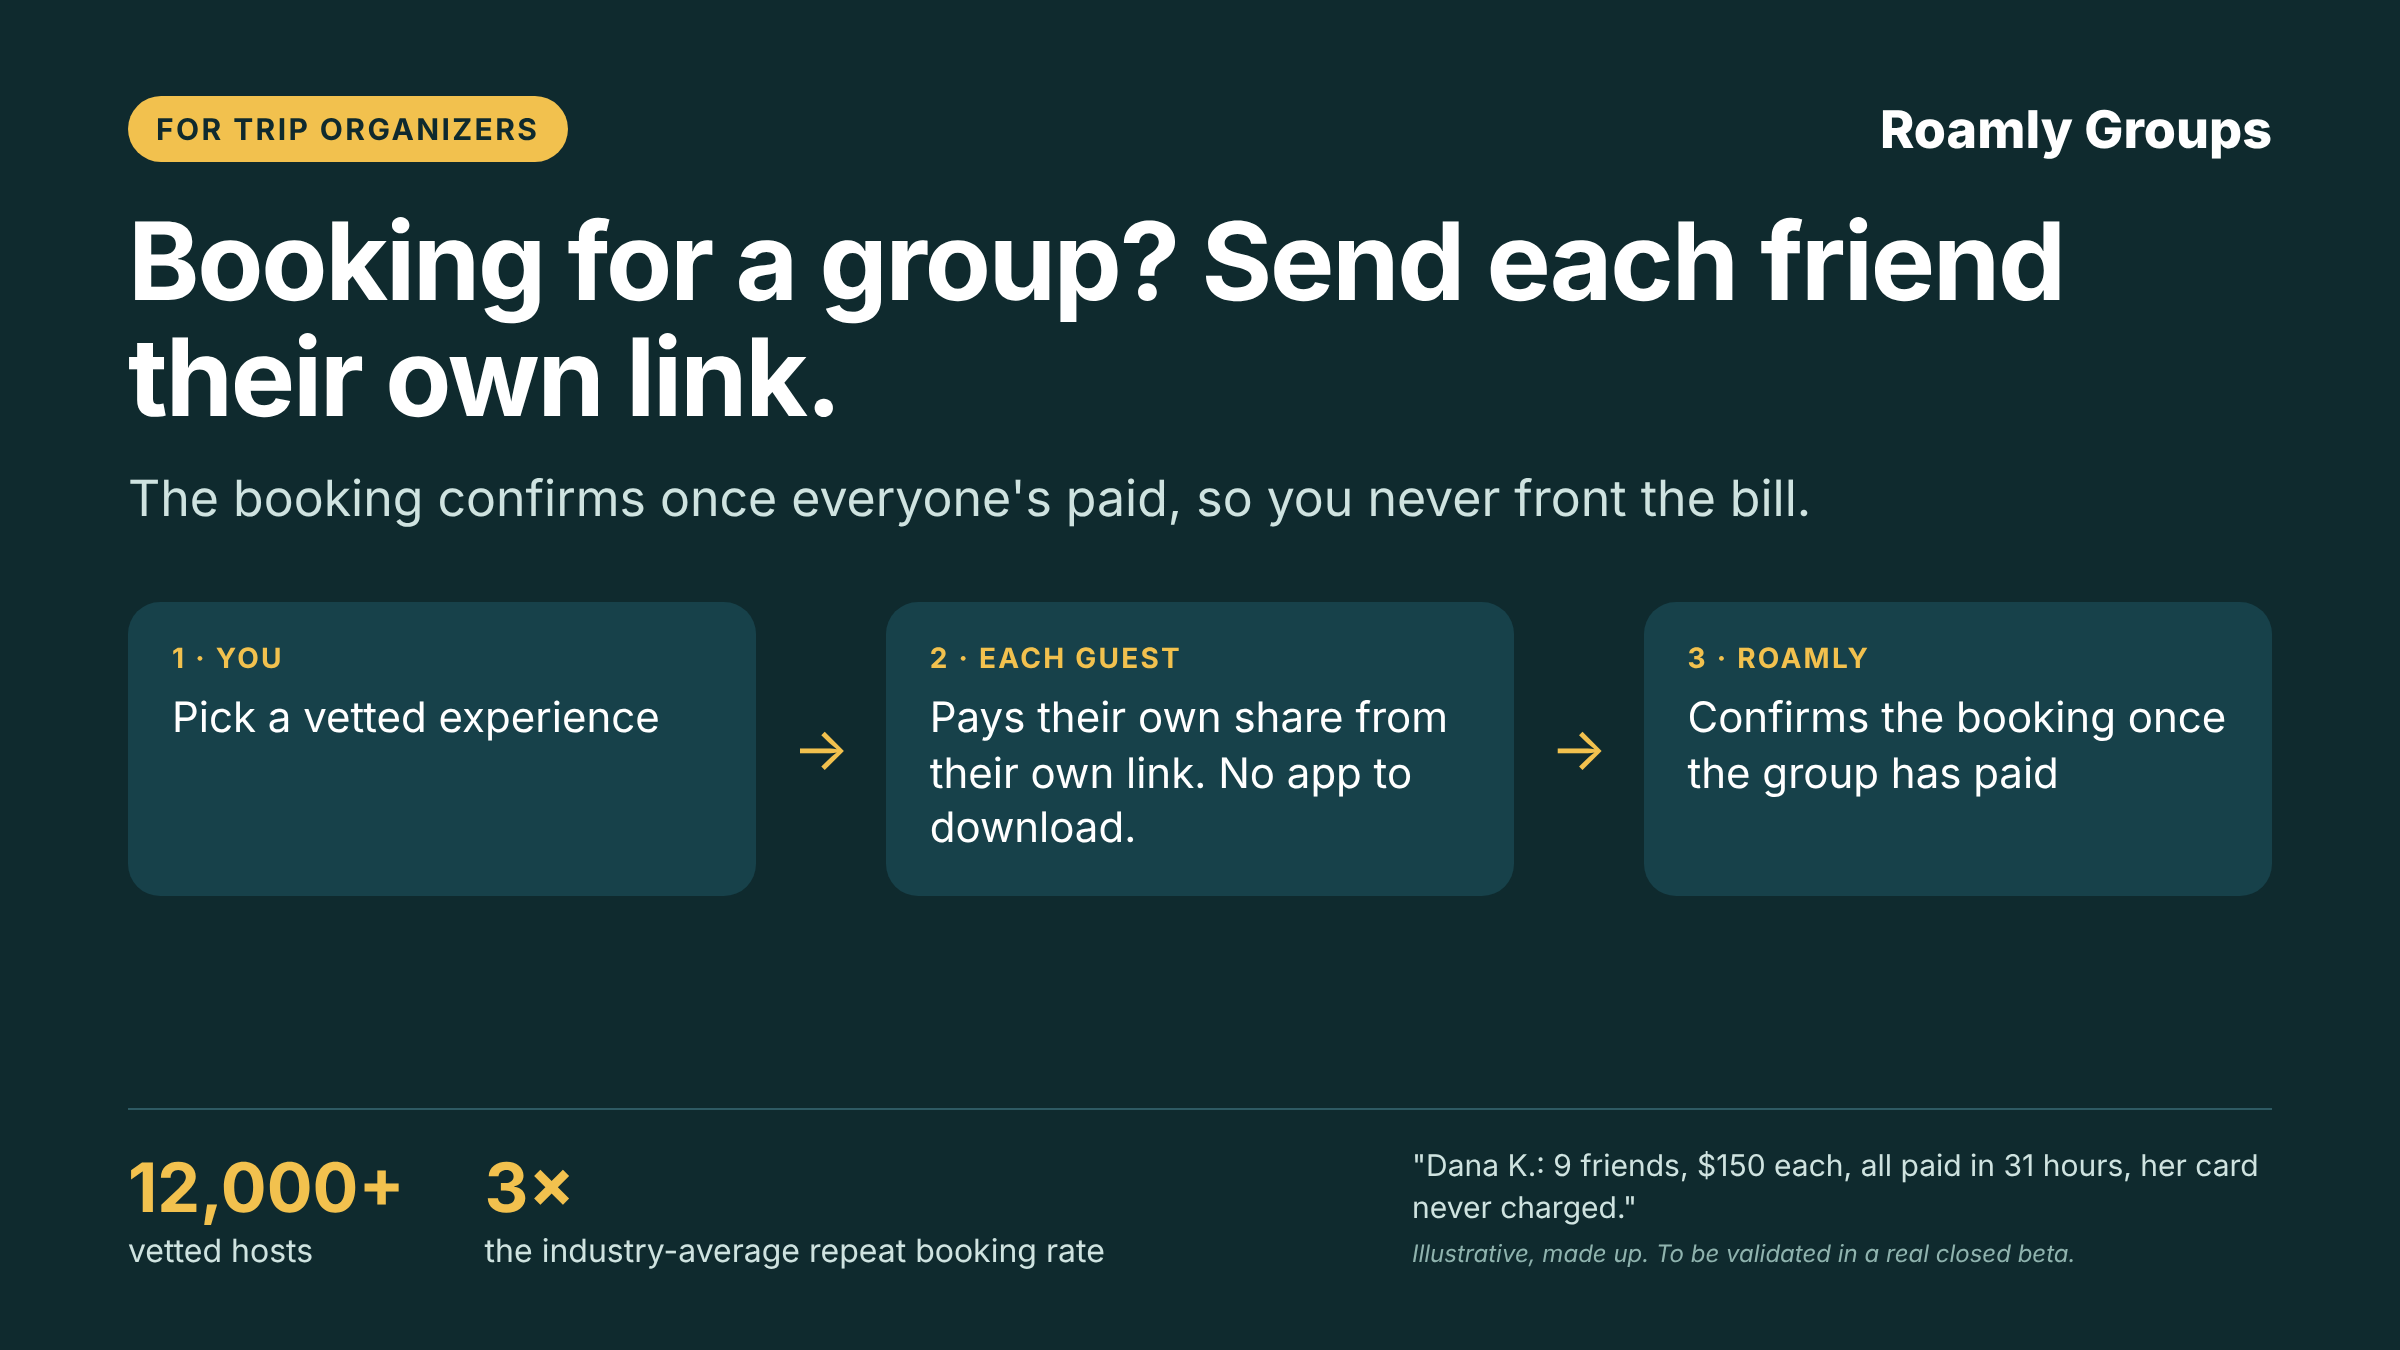 FOR TRIP ORGANIZERS
Roamly Groups
Booking for a group? Send each friend
their own link.
The booking confirms once everyone's paid, so you never front the bill.
1 · YOU
Pick a vetted experience
→
2 · EACH GUEST
Pays their own share from
their own link. No app to
download.
→
3 · ROAMLY
Confirms the booking once
the group has paid
12,000+
vetted hosts
3×
the industry-average repeat booking rate
"Dana K.: 9 friends, $150 each, all paid in 31 hours, her card
never charged."
Illustrative, made up. To be validated in a real closed beta.